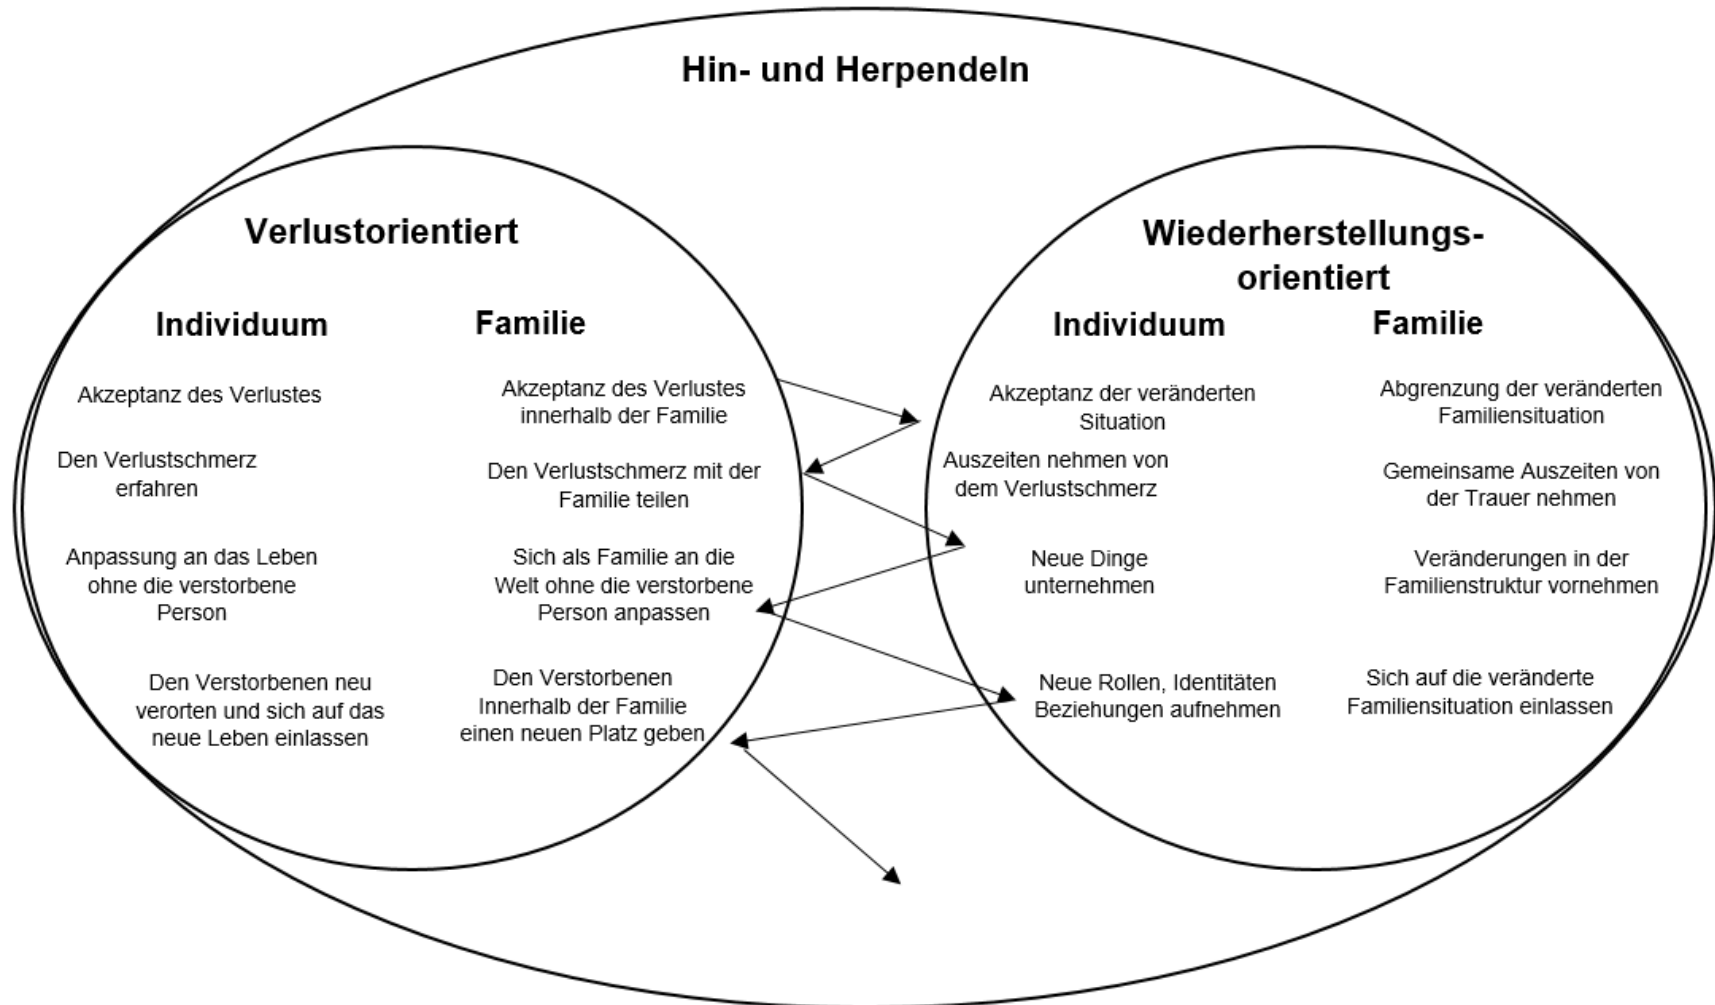 Hin- und Herpendeln
Verlustorientiert
Individuum
Familie
Akzeptanz des Verlustes
Akzeptanz des Verlustes
innerhalb der Familie
Den Verlustschmerz
erfahren
Den Verlustschmerz mit der
Familie teilen
Anpassung an das Leben
ohne die verstorbene
Person
Sich als Familie an die
Welt ohne die verstorbene
Person anpassen
Den Verstorbenen neu
verorten und sich auf das
neue Leben einlassen
Den Verstorbenen
Innerhalb der Familie
einen neuen Platz geben
Wiederherstellungs-
orientiert
Individuum
Familie
Akzeptanz der veränderten
Situation
Abgrenzung der veränderten
Familiensituation
Auszeiten nehmen von
dem Verlustschmerz
Gemeinsame Auszeiten von
der Trauer nehmen
Neue Dinge
unternehmen
Veränderungen in der
Familienstruktur vornehmen
Neue Rollen, Identitäten
Beziehungen aufnehmen
Sich auf die veränderte
Familiensituation einlassen